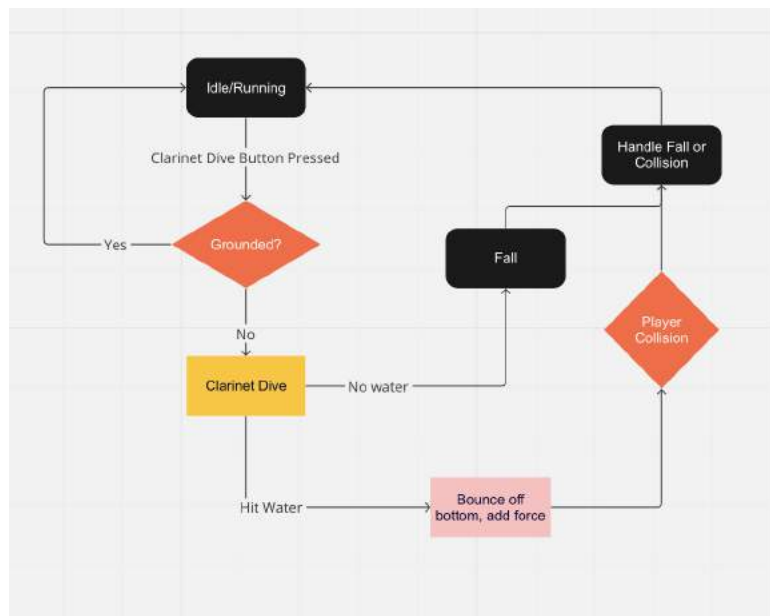 Idle/Running
Clarinet Dive Button Pressed
Handle Fall or
Collision
Yes
Grounded?
Fall
No
Player
Collision
Clarinet Dive
No water
Hit Water
Bounce off
bottom, add force